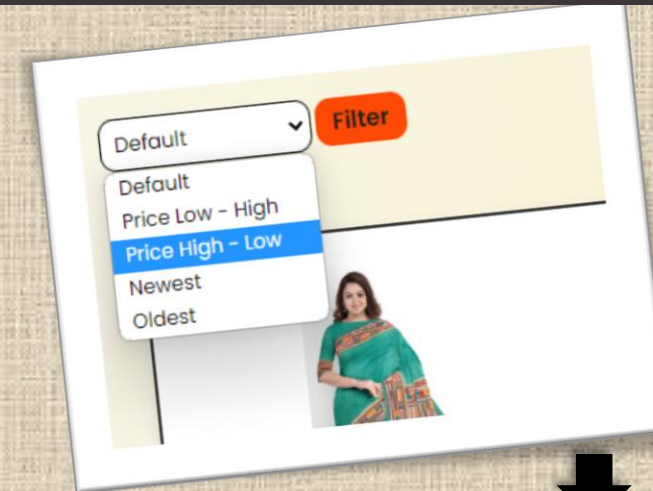 Default
Filter
Default
Price Low - High
Price High - Low
Newest
Oldest